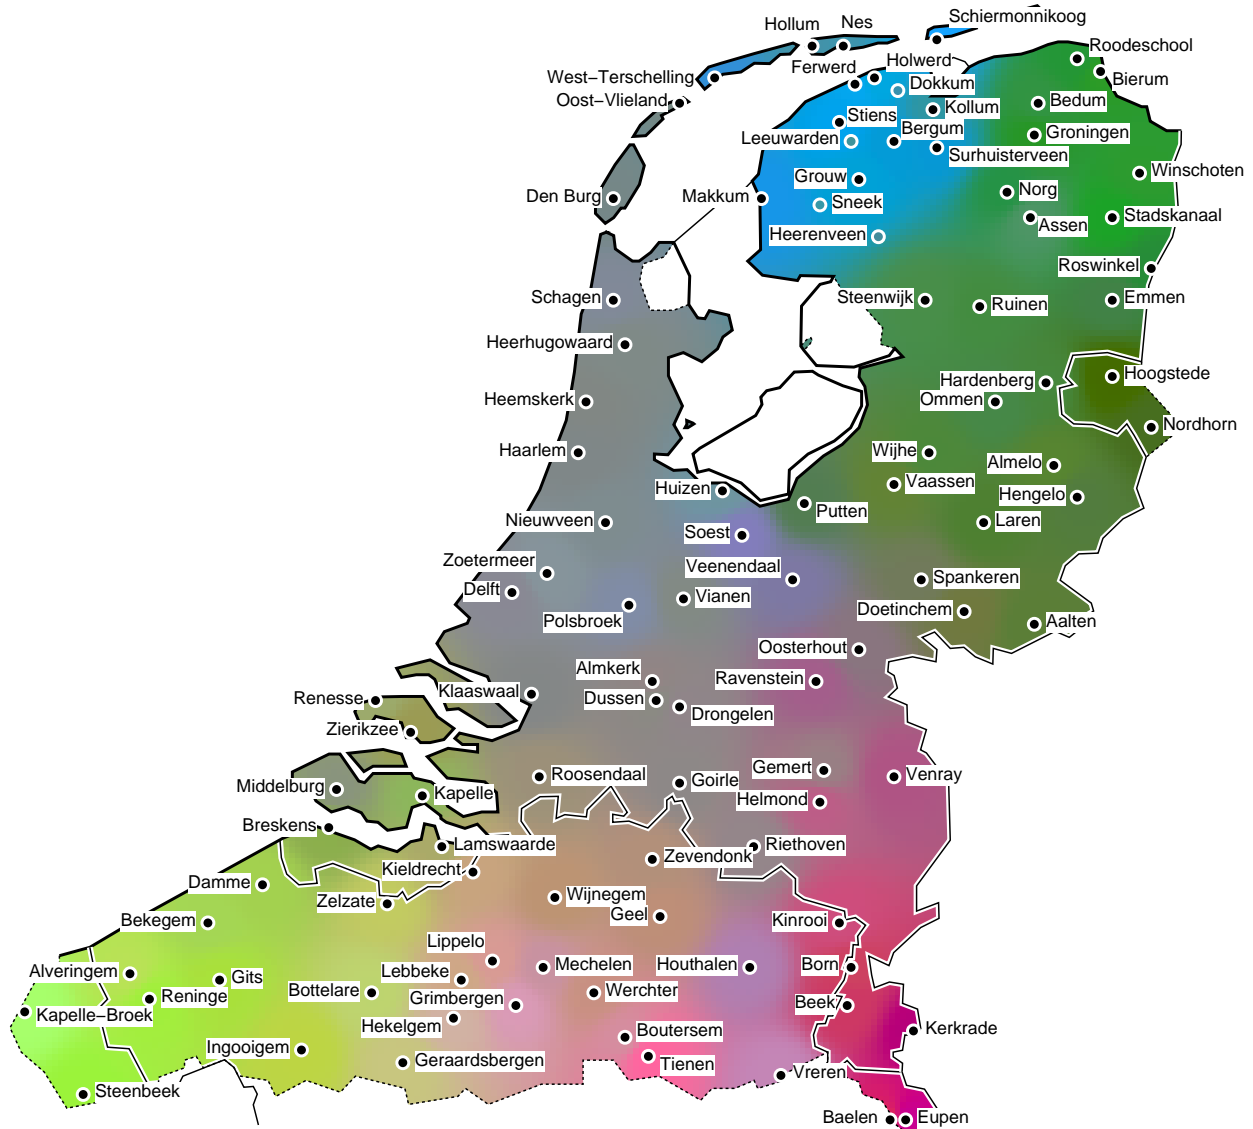 Schiermonnikoog
Hollum
Nes
Roodeschool
Holwerd
Ferwerd
West−Terschelling
Bierum
Dokkum
Oost−Vlieland
Bedum
Kollum
Stiens
Bergum
Groningen
Leeuwarden
Surhuisterveen
Winschoten
Grouw
Norg
Den Burg
Makkum
Sneek
Stadskanaal
Assen
Heerenveen
Roswinkel
Schagen
Steenwijk
Ruinen
Emmen
Heerhugowaard
Hoogstede
Hardenberg
Heemskerk
Ommen
Nordhorn
Haarlem
Wijhe
Almelo
Vaassen
Huizen
Hengelo
Putten
Nieuwveen
Laren
Soest
Zoetermeer
Veenendaal
Spankeren
Delft
Vianen
Doetinchem
Polsbroek
Aalten
Oosterhout
Almkerk
Ravenstein
Klaaswaal
Renesse
Dussen
Drongelen
Zierikzee
Gemert
Roosendaal
Venray
Goirle
Middelburg
Kapelle
Helmond
Breskens
Lamswaarde
Riethoven
Zevendonk
Kieldrecht
Damme
Wijnegem
Zelzate
Geel
Bekegem
Kinrooi
Lippelo
Alveringem
Mechelen
Houthalen
Born
Gits
Lebbeke
Bottelare
Werchter
Reninge
Grimbergen
Beek
Kapelle−Broek
Hekelgem
Kerkrade
Boutersem
Ingooigem
Geraardsbergen
Tienen
Vreren
Steenbeek
Baelen
Eupen